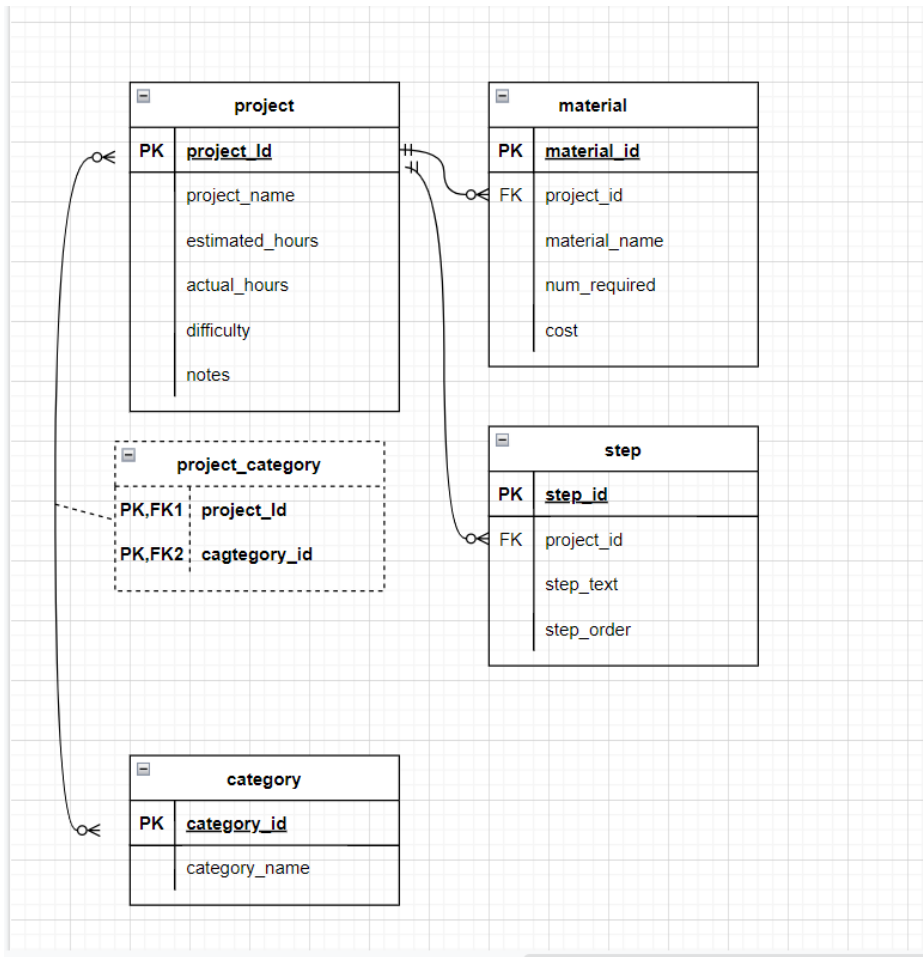 project
PK project_Id
project_name
estimated_hours
actual_hours
difficulty
notes
material
PK material_id
FK project_id
material_name
num_required
cost
project_category
PK,FK1 project_Id
PK,FK2 cagtegory_id
step
PK step_id
FK project_id
step_text
step_order
category
PK category_id
category_name